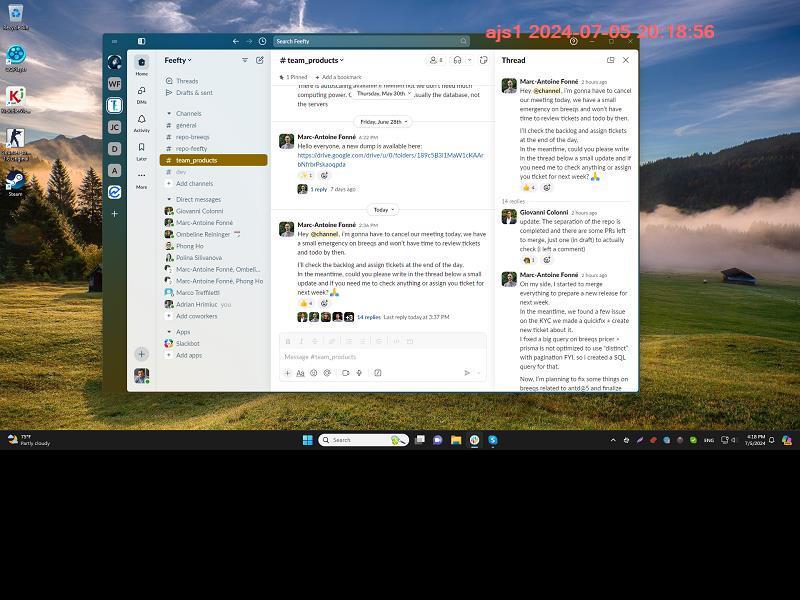 ajs1 2024-07-05 20:18:56
Search Feefty
Recycle Bin
Steam
WF
JC
D
A
Home
DMs
Activity
Later
More
Feefty
Threads
Drafts & sent
Channels
# général
# repo-breeqs
# repo-feefty
# team_products
# dev
+ Add channels
Direct messages
Giovanni Colonni
Marc-Antoine Fonné
Ombeline Reininger
Phong Ho
Polina Silivanova
Marc-Antoine Fonné, Ombeli...
Marc-Antoine Fonné, Phong Ho
Marco Treffiletti
Adrian Hrimiuc you
+ Add coworkers
Apps
Slackbot
+ Add apps
# team_products
8
1 Pinned + Add a bookmark
There is autoscaling available
computing power.
usually the database, not
the servers
Thursday, May 30th
Friday, June 28th
Marc-Antoine Fonné 6:22 PM
Hello everyone, a new dump is available here:
https://drive.google.com/drive/u/0/folders/
1
1 reply 7 days ago
Today
Marc-Antoine Fonné 2:36 PM
Hey @channel, i'm gonna have to cancel our meeting today, we have
a small emergency on breeqs and won't have time to review tickets
and todo by then.
I'll check the backlog and assign tickets at the end of the day.
In the meantime, could you please write in the thread below a small
update and if you need me to check anything or assign you ticket for
next week?
4
+3
14 replies Last reply today at 3:37 PM
Message #team_products
Thread
Marc-Antoine Fonné 2 hours ago
Hey @channel, i'm gonna have to cancel
our meeting today, we have a small
emergency on breeqs and won't have
time to review tickets and todo by then.
I'll check the backlog and assign tickets
at the end of the day.
In the meantime, could you please write
in the thread below a small update and if
you need me to check anything or assign
you ticket for next week?
4
14 replies
Giovanni Colonni 2 hours ago
update: The separation of the repo is
completed and there are some PRs left
to merge, just one (in draft) to actually
check (i left a comment)
1
Marc-Antoine Fonné 2 hours ago
On my side, I started to merge
everything to prepare a new release for
next week.
In the meantime, we found a few issue
on the KYC we made a quickfix + create
new ticket about it.
I fixed a big query on breeqs pricer >
prisma is not optimized to use "distinct"
with pagination FYI, so I created a SQL
query for that.
Now, I'm planning to fix some things on
breeqs related to antd@5 and finalize
75°F
Partly cloudy
Search
ENG
4:18 PM
7/5/2024